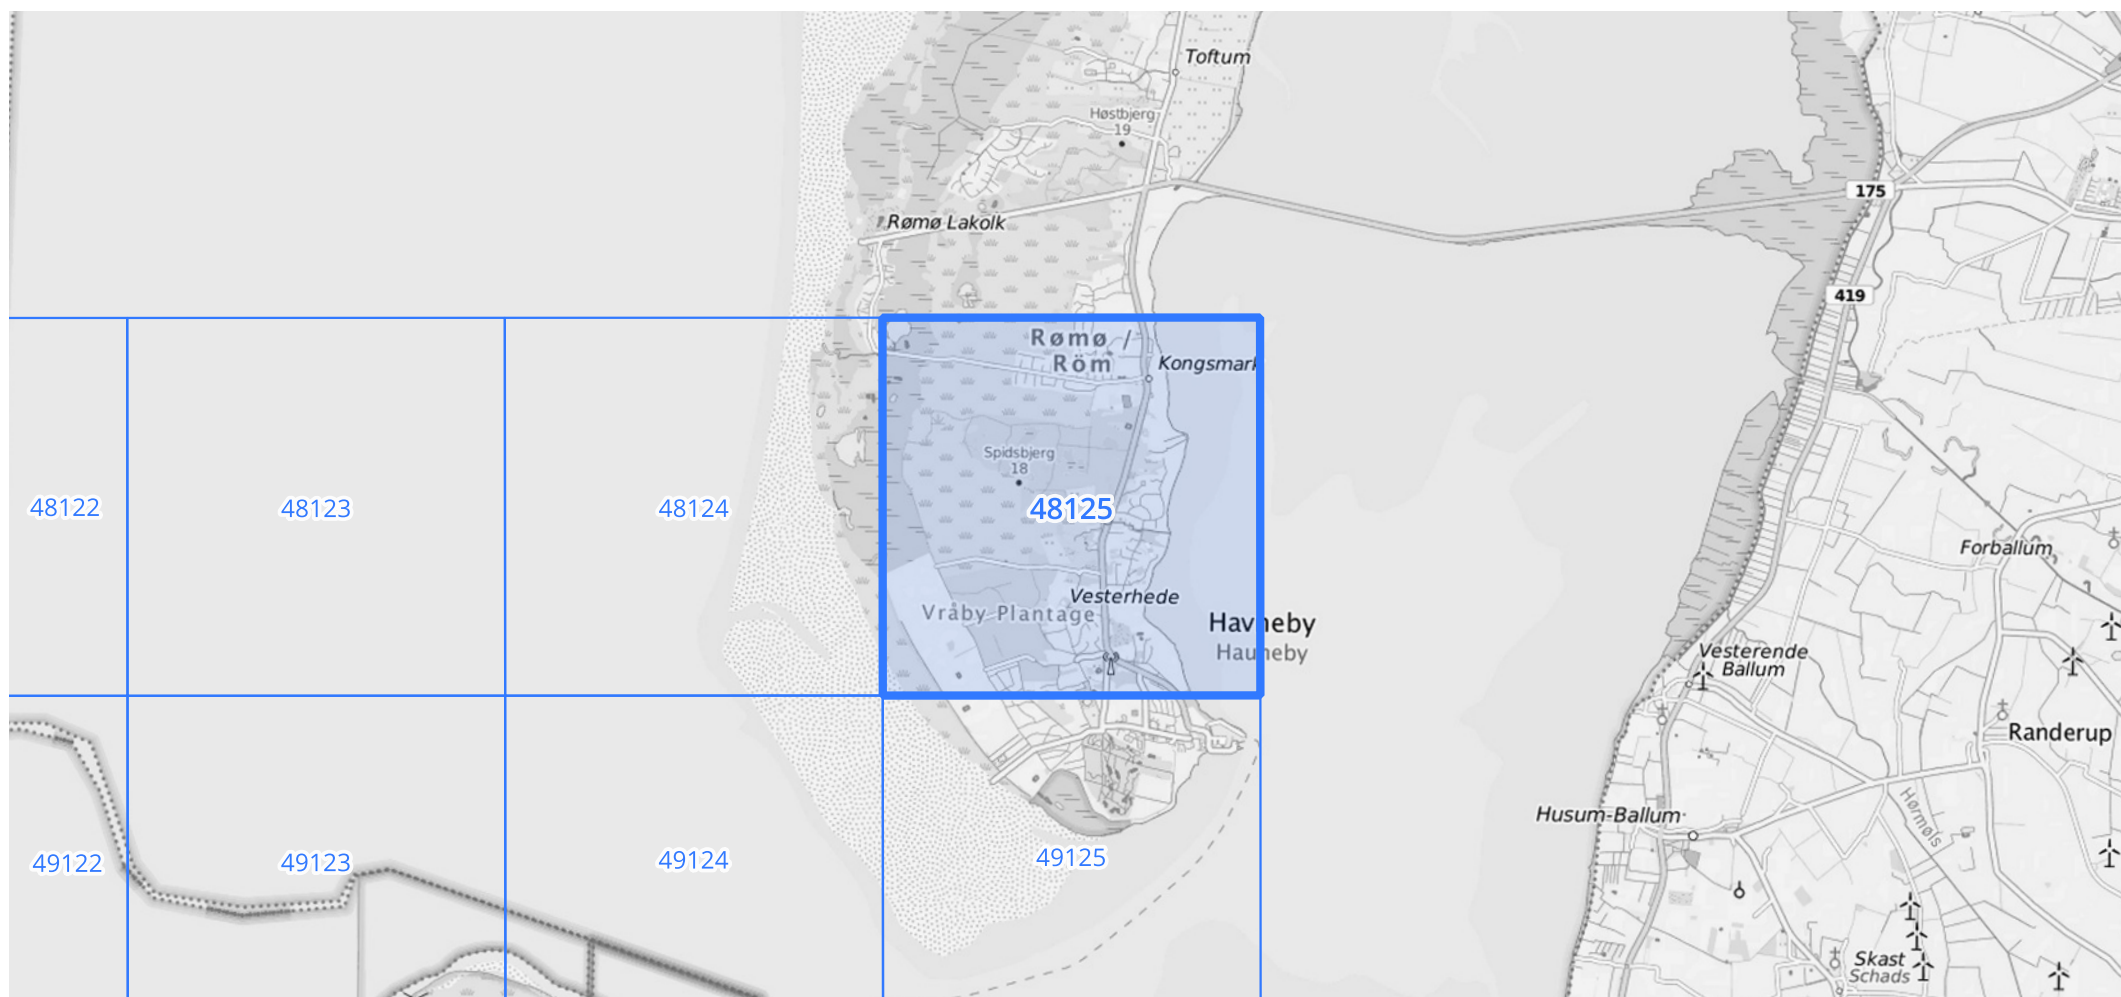 Toftum
Høstbjerg
19
175
Rømø Lakolk
419
Rømø /
Röm
Kongsmark
Spidsbjerg
18
48122
48123
48124
48125
Forballum
Vesterhede
Vråby Plantage
Havneby
Hauneby
Vesterende
Ballum
Randerup
Husum-Ballum
Hørmøls
49122
49123
49124
49125
Skast
Schads